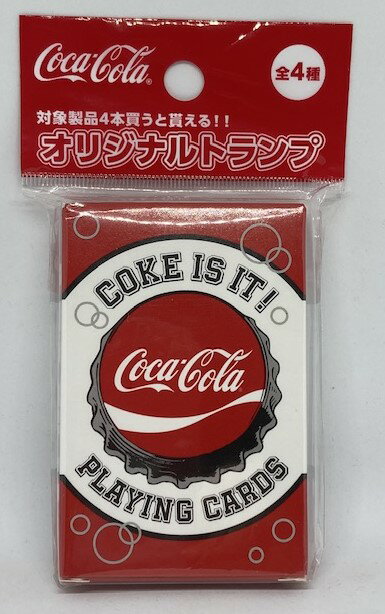 Coca-Cola®
全4種
対象製品4本買うと貰える!!
オリジナルトランプ
COKE IS IT!
Coca-Cola
PLAYING CARDS